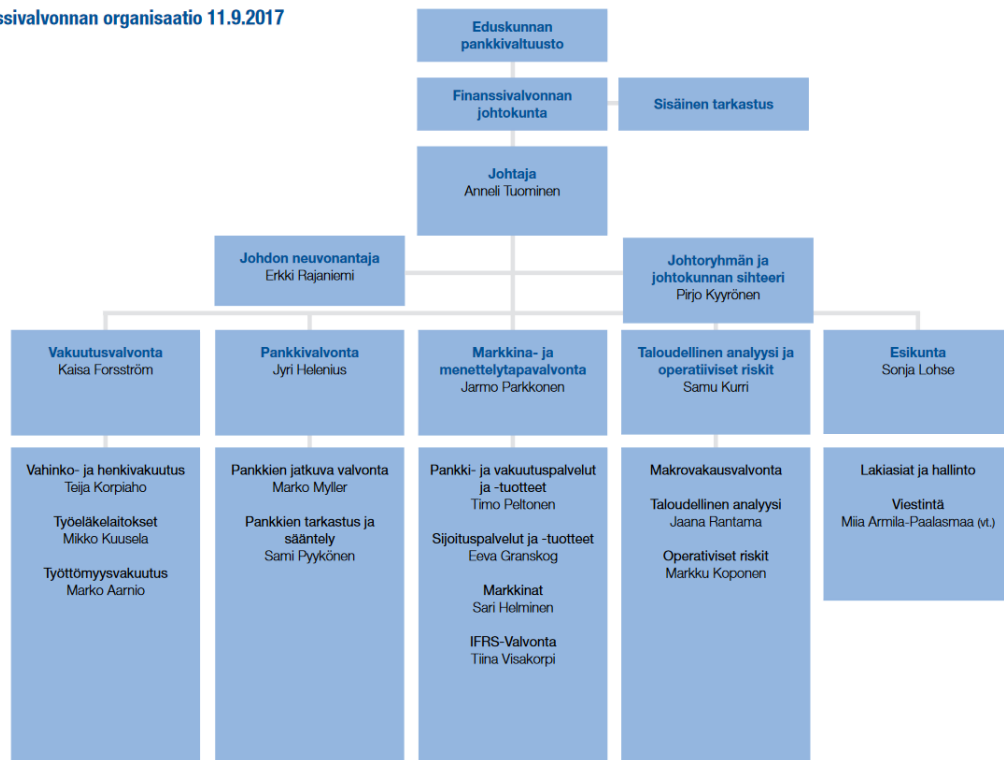 ssivalvonnan organisaatio 11.9.2017
Eduskunnan
pankkivaltuusto
Finanssivalvonnan
johtokunta
Sisäinen tarkastus
Johtaja
Anneli Tuominen
Johdon neuvonantaja
Erkki Rajaniemi
Johtoryhmän ja
johtokunnan sihteeri
Pirjo Kyyrönen
Vakuutusvalvonta
Kaisa Forsström
Pankkivalvonta
Jyri Helenius
Markkina- ja
menettelytapavalvonta
Jarmo Parkkonen
Taloudellinen analyysi ja
operatiiviset riskit
Samu Kurri
Esikunta
Sonja Lohse
Vahinko- ja henkivakuutus
Teija Korpiaho
Työeläkelaitokset
Mikko Kuusela
Työttömyysvakuutus
Marko Aarnio
Pankkien jatkuva valvonta
Marko Myller
Pankkien tarkastus ja
sääntely
Sami Pyykönen
Pankki- ja vakuutuspalvelut
ja -tuotteet
Timo Peltonen
Sijoituspalvelut ja -tuotteet
Eeva Granskog
Markkinat
Sari Helminen
IFRS-Valvonta
Tiina Visakorpi
Makrovakausvalvonta
Taloudellinen analyysi
Jaana Rantama
Operativiset riskit
Markku Koponen
Lakiasiat ja hallinto
Viestintä
Miia Armila-Paalasmaa (vt.)